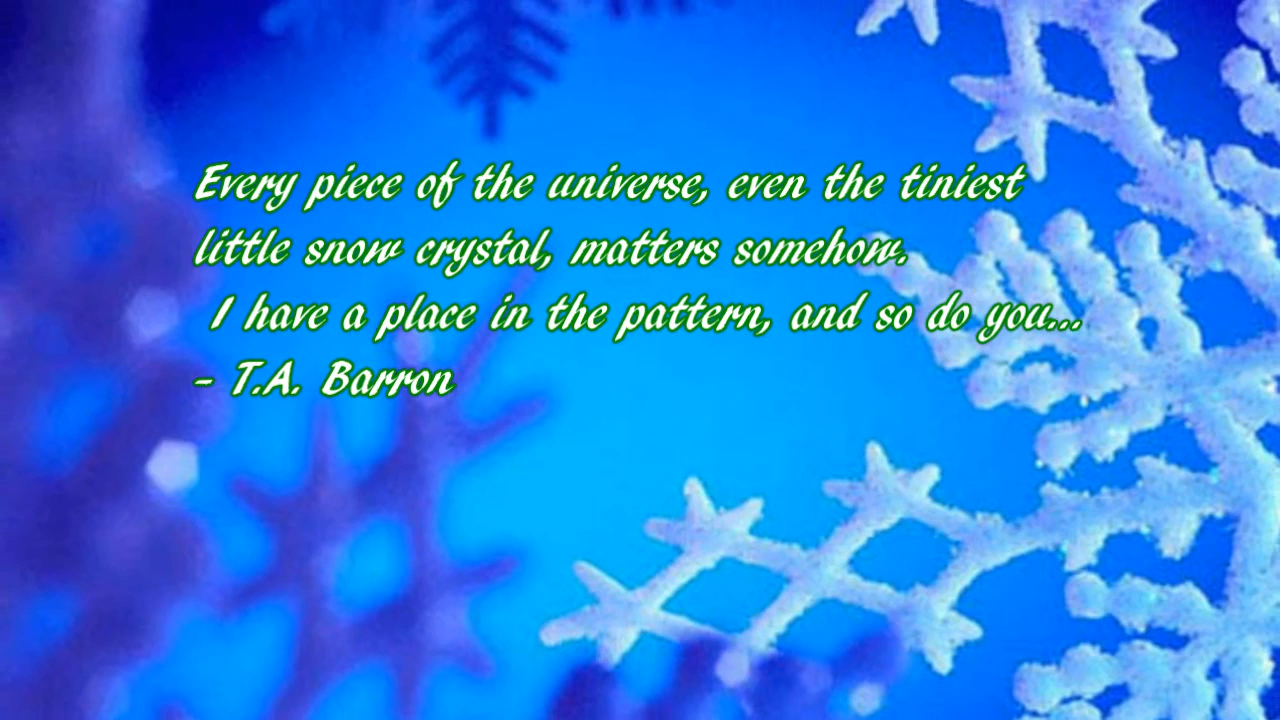 Every piece of the universe, even the tiniest
little snow crystal, matters somehow.
I have a place in the pattern, and so do you...
- T.A. Barron